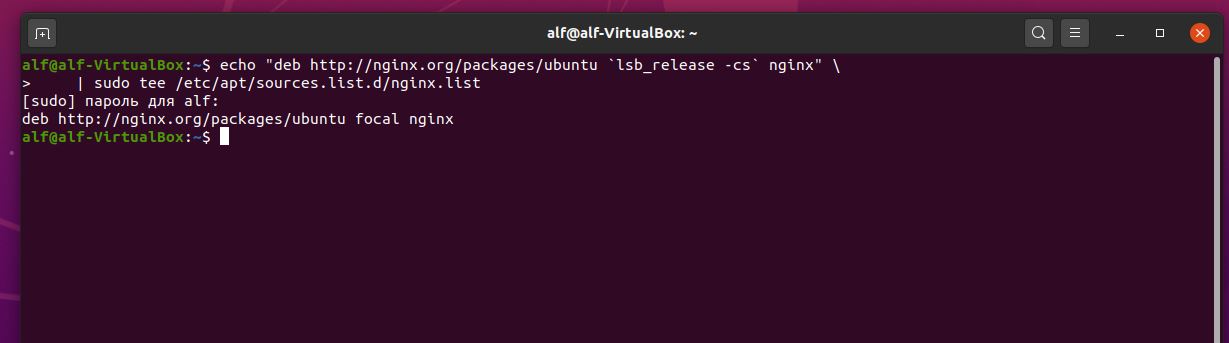 alf@alf-VirtualBox: ~
alf@alf-VirtualBox:~$ echo "deb http://nginx.org/packages/ubuntu `lsb_release -cs` nginx" \
>     | sudo tee /etc/apt/sources.list.d/nginx.list
[sudo] пароль для alf:
deb http://nginx.org/packages/ubuntu focal nginx
alf@alf-VirtualBox:~$